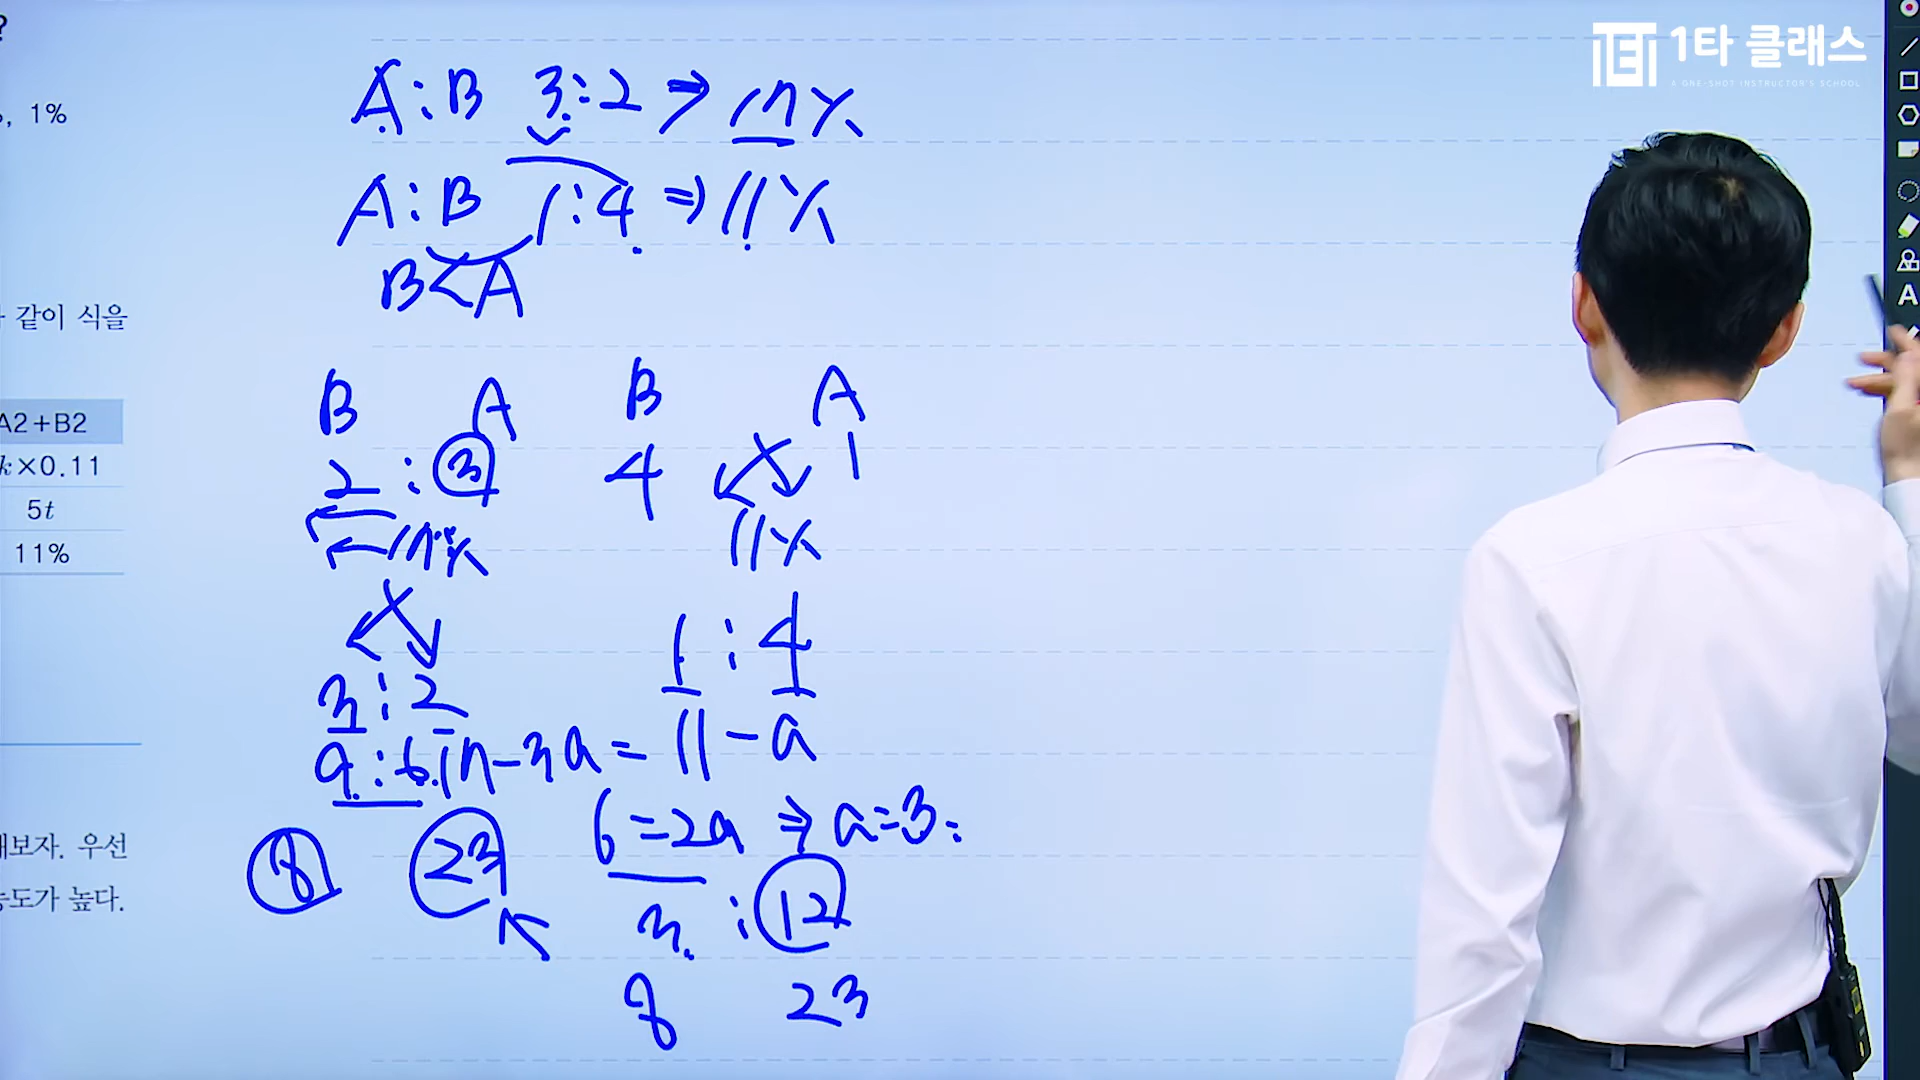 ?
1타 클래스
A ONE-SHOT INSTRUCTOR'S SCHOOL
, 1%
A:B 3:2 ⇒ 17%
A:B 1:4 ⇒ 11%
B<A
같이 식을
B A B A
2 : 3 4 1
17% 11%
A2+B2
k×0.11
5t
11%
3:2 1:4
9:6 17-3a = 11-a
6=2a ⇒ a=3
해보자. 우선
농도가 높다.
8 23
3 : 12
8 23
A